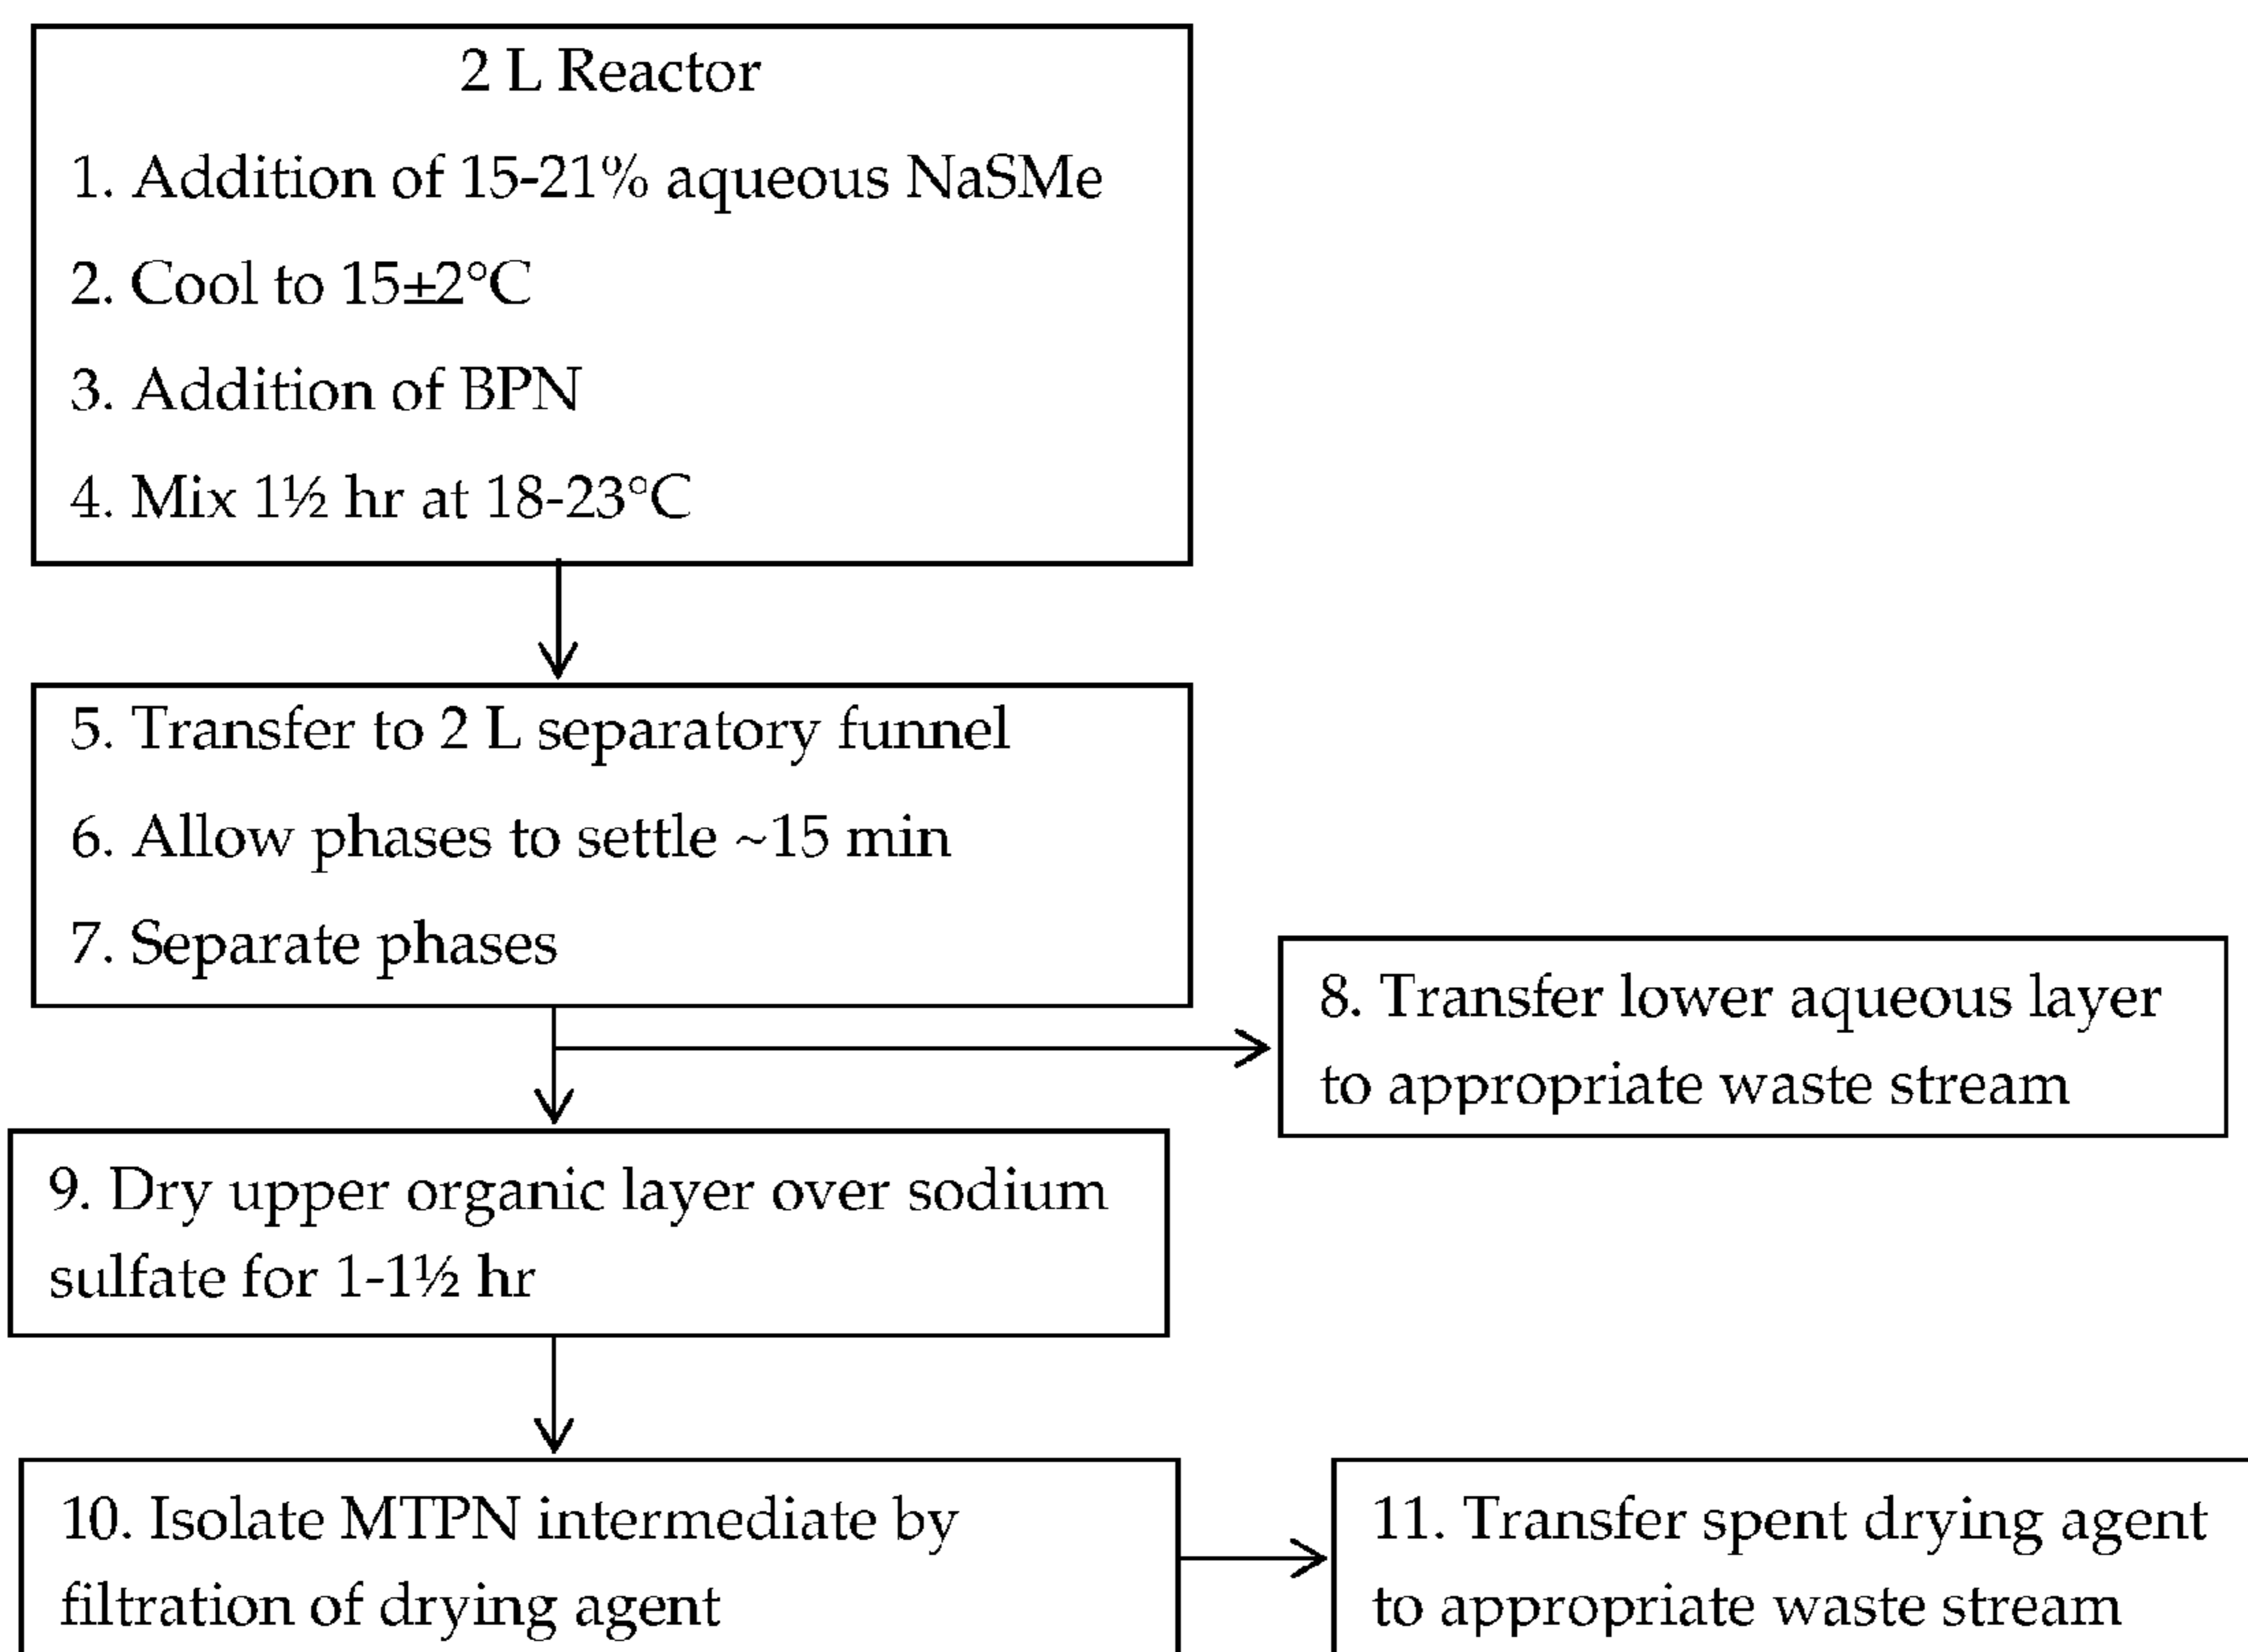 2 L Reactor
1. Addition of 15-21% aqueous NaSMe
2. Cool to 15±2°C
3. Addition of BPN
4. Mix 1½ hr at 18-23°C
5. Transfer to 2 L separatory funnel
6. Allow phases to settle ~15 min
7. Separate phases
8. Transfer lower aqueous layer
to appropriate waste stream
9. Dry upper organic layer over sodium
sulfate for 1-1½ hr
10. Isolate MTPN intermediate by
filtration of drying agent
11. Transfer spent drying agent
to appropriate waste stream